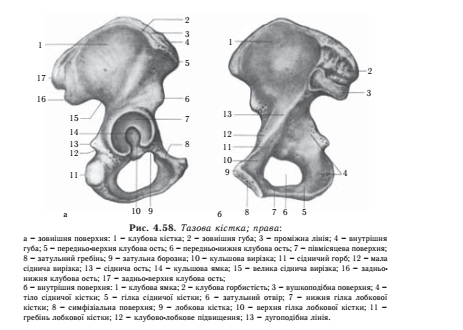 1
2
3
4
5
6
7
8
9
10
11
12
13
14
15
16
17
а
1
2
3
4
5
6
7
8
9
10
11
12
13
б
Рис. 4.58. Тазова кістка; права:
а – зовнішня поверхня: 1 – клубова кістка; 2 – зовнішня губа; 3 – проміжна лінія; 4 – внутрішня
губа; 5 – передньо-верхня клубова ость; 6 – передньо-нижня клубова ость; 7 – півмісяцева поверхня;
8 – затульний гребінь; 9 – затульна борозна; 10 – кульшова вирізка; 11 – сідничний горб; 12 – мала
сіднична вирізка; 13 – сіднична ость; 14 – кульшова ямка; 15 – велика сіднична вирізка; 16 – задньо-
нижня клубова ость; 17 – задньо-верхня клубова ость;
б – внутрішня поверхня: 1 – клубова ямка; 2 – клубова горбистість; 3 – вушкоподібна поверхня; 4 –
тіло сідничної кістки; 5 – гілка сідничної кістки; 6 – затульний отвір; 7 – нижня гілка лобкової
кістки; 8 – симфізіальна поверхня; 9 – лобкова кістка; 10 – верхня гілка лобкової кістки; 11 –
гребінь лобкової кістки; 12 – клубово-лобкове підвищення; 13 – дугоподібна лінія.